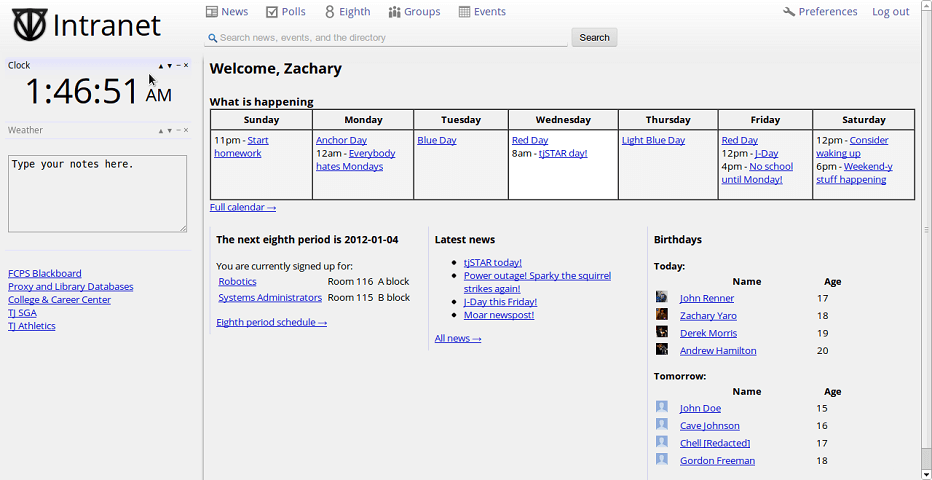 Intranet
News Polls Eighth Groups Events Preferences Log out
Search news, events, and the directory Search
Clock
1:46:51 AM
Weather
Type your notes here.
FCPS Blackboard
Proxy and Library Databases
College & Career Center
TJ SGA
TJ Athletics
Welcome, Zachary
What is happening
Sunday Monday Tuesday Wednesday Thursday Friday Saturday
11pm - Start
homework
Anchor Day
12am - Everybody
hates Mondays
Blue Day
Red Day
8am - tjSTAR day!
Light Blue Day
Red Day
12pm - J-Day
4pm - No school
until Monday!
12pm - Consider
waking up
6pm - Weekend-y
stuff happening
Full calendar →
The next eighth period is 2012-01-04
You are currently signed up for:
Robotics Room 116 A block
Systems Administrators Room 115 B block
Eighth period schedule →
Latest news
tjSTAR today!
Power outage! Sparky the squirrel
strikes again!
J-Day this Friday!
Moar newspost!
All news →
Birthdays
Today:
Name Age
John Renner 17
Zachary Yaro 18
Derek Morris 19
Andrew Hamilton 20
Tomorrow:
Name Age
John Doe 15
Cave Johnson 16
Chell [Redacted] 17
Gordon Freeman 18